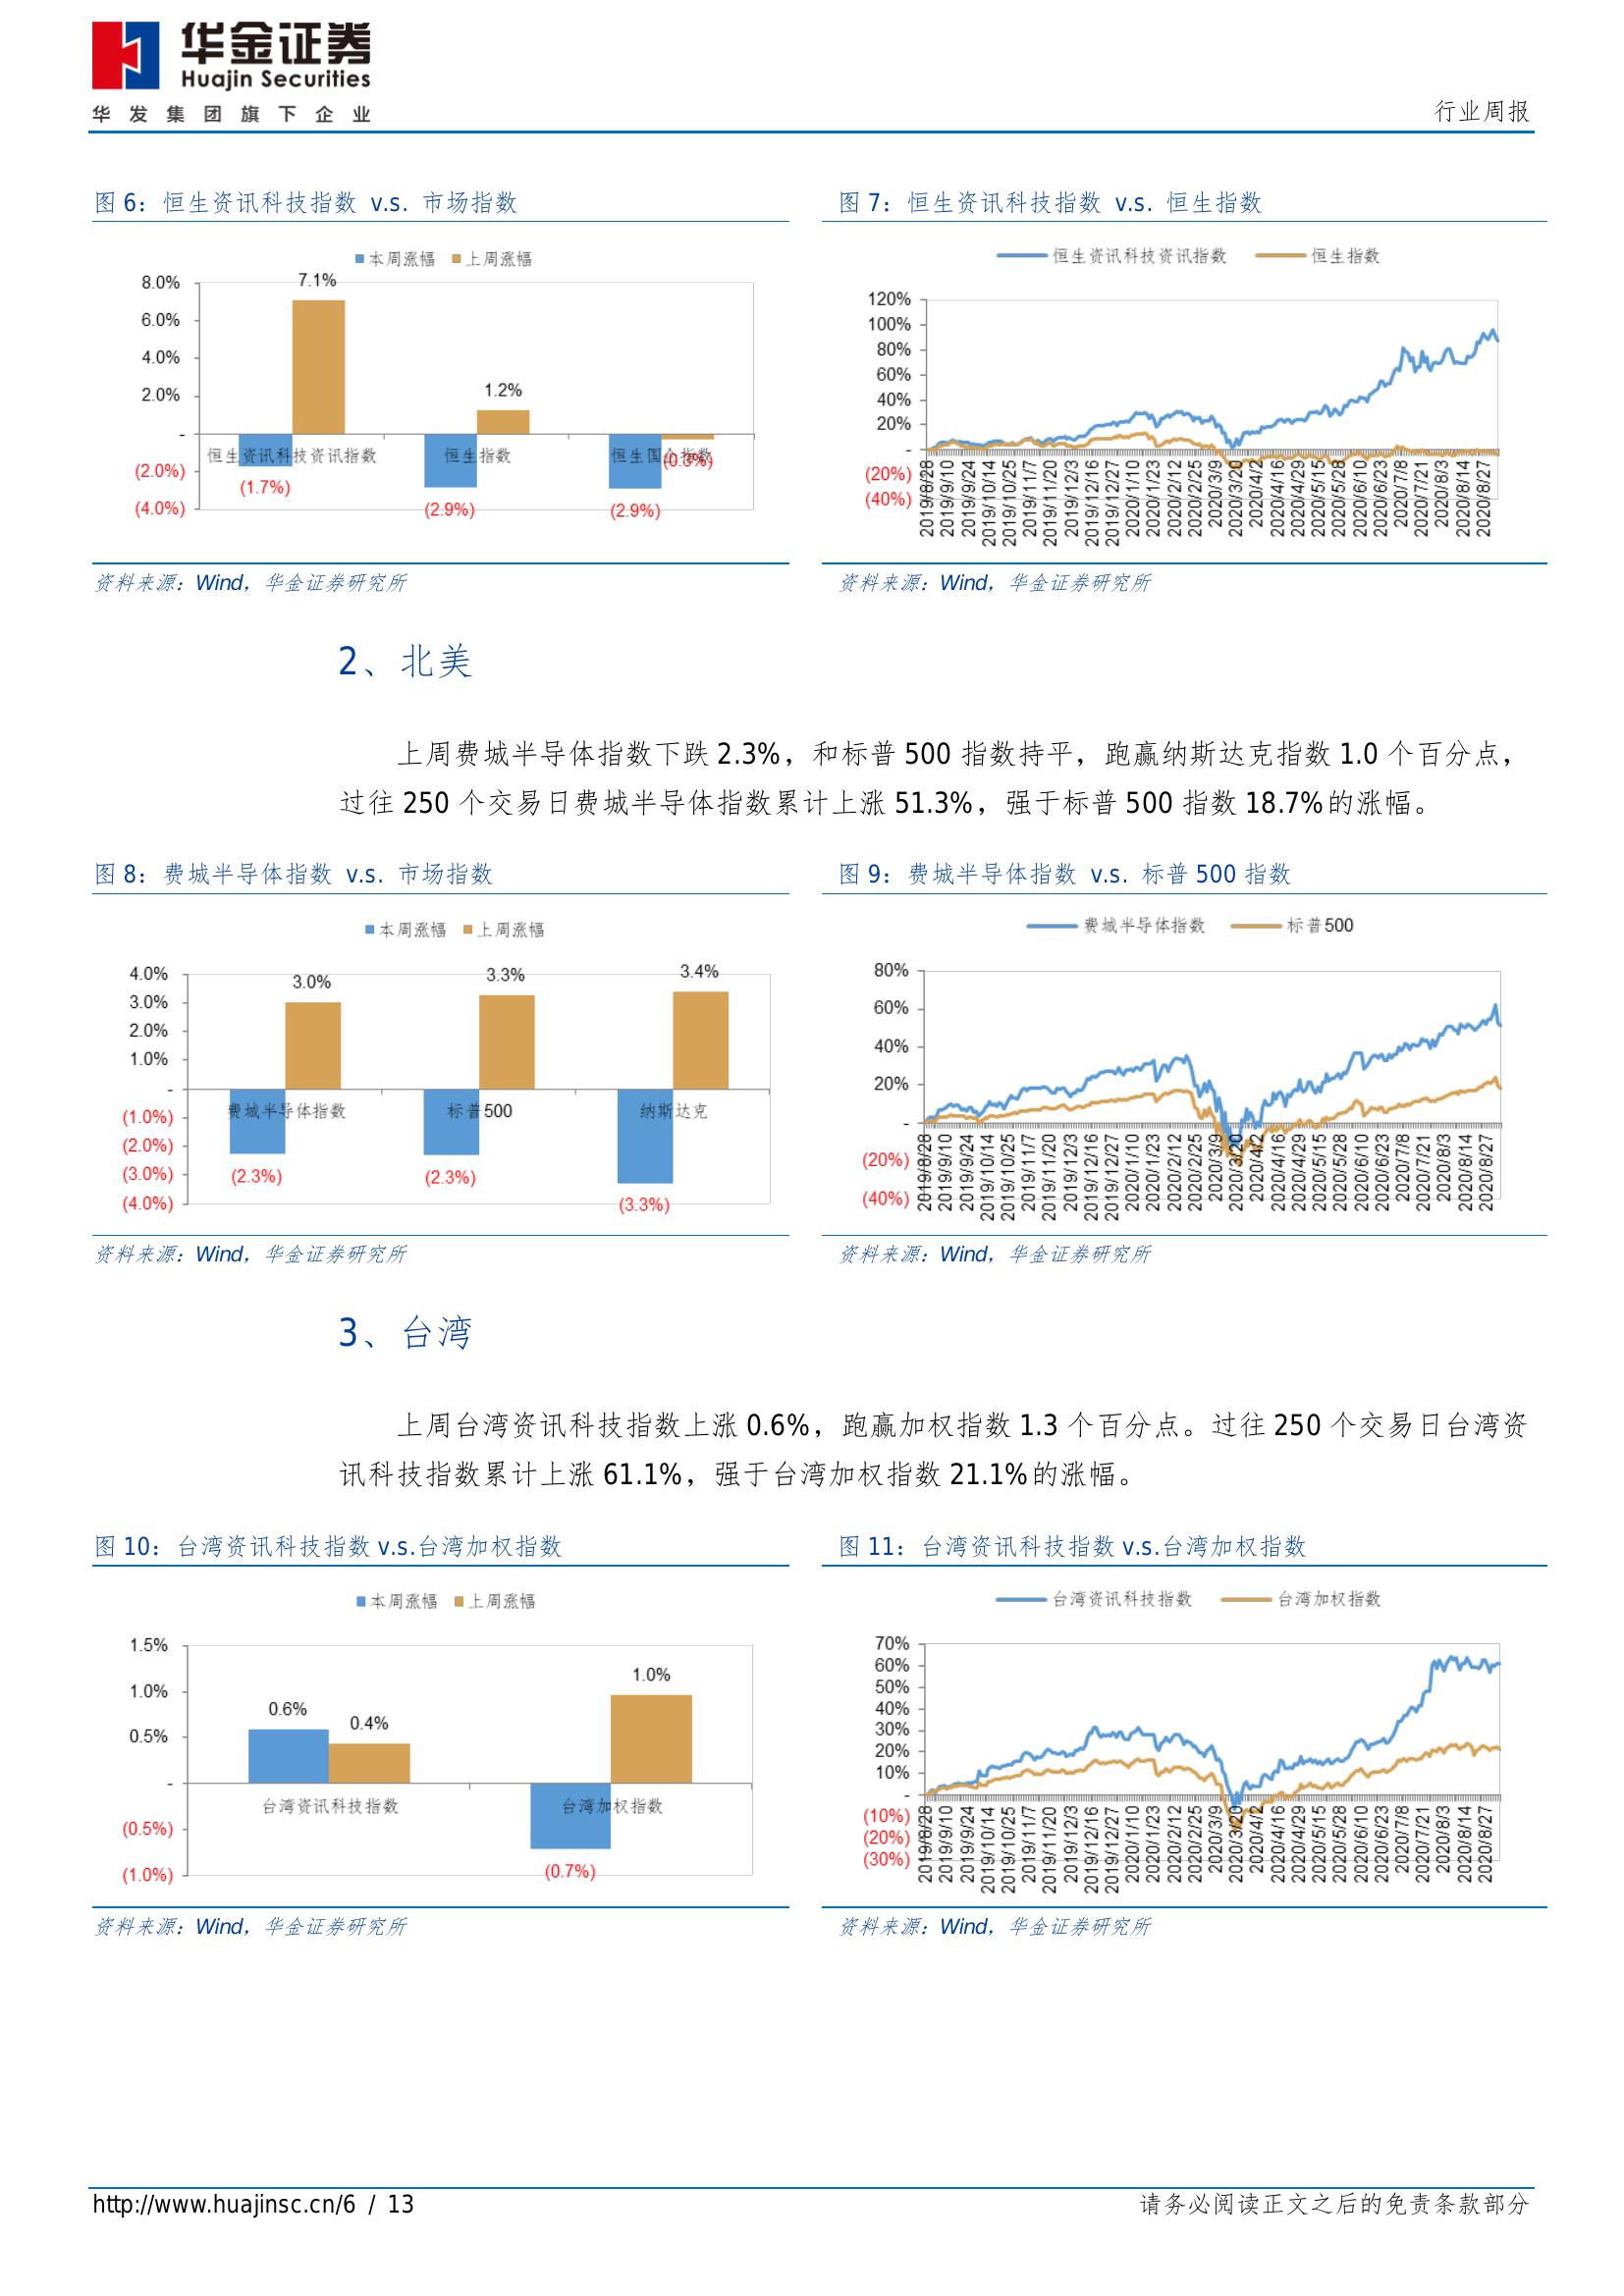 华金证券
Huajin Securities
华发集团旗下企业
行业周报
图 6：恒生资讯科技指数 v.s. 市场指数
本周涨幅 上周涨幅
8.0%
6.0%
4.0%
2.0%
-
(2.0%)
(4.0%)
7.1%
1.2%
恒生资讯科技资讯指数 恒生指数 恒生国企指数
(0.3%)
(1.7%)
(2.9%)
(2.9%)
资料来源：Wind，华金证券研究所
图 7：恒生资讯科技指数 v.s. 恒生指数
恒生资讯科技资讯指数 恒生指数
120%
100%
80%
60%
40%
20%
-
(20%)
(40%)
2019/8/28 2019/9/10 2019/9/24 2019/10/14 2019/10/25 2019/11/7 2019/11/20 2019/12/3 2019/12/16 2019/12/27 2020/1/10 2020/1/23 2020/2/12 2020/2/25 2020/3/9 2020/3/20 2020/4/2 2020/4/16 2020/4/29 2020/5/15 2020/5/28 2020/6/10 2020/6/23 2020/7/8 2020/7/21 2020/8/3 2020/8/14 2020/8/27
资料来源：Wind，华金证券研究所
2、北美
上周费城半导体指数下跌 2.3%，和标普 500 指数持平，跑赢纳斯达克指数 1.0 个百分点，
过往 250 个交易日费城半导体指数累计上涨 51.3%，强于标普 500 指数 18.7%的涨幅。
图 8：费城半导体指数 v.s. 市场指数
本周涨幅 上周涨幅
4.0%
3.0%
2.0%
1.0%
-
(1.0%)
(2.0%)
(3.0%)
(4.0%)
3.0%
3.3%
3.4%
费城半导体指数 标普500 纳斯达克
(2.3%)
(2.3%)
(3.3%)
资料来源：Wind，华金证券研究所
图 9：费城半导体指数 v.s. 标普 500 指数
费城半导体指数 标普500
80%
60%
40%
20%
-
(20%)
(40%)
2019/8/28 2019/9/10 2019/9/24 2019/10/14 2019/10/25 2019/11/7 2019/11/20 2019/12/3 2019/12/16 2019/12/27 2020/1/10 2020/1/23 2020/2/12 2020/2/25 2020/3/9 2020/3/20 2020/4/2 2020/4/16 2020/4/29 2020/5/15 2020/5/28 2020/6/10 2020/6/23 2020/7/8 2020/7/21 2020/8/3 2020/8/14 2020/8/27
资料来源：Wind，华金证券研究所
3、台湾
上周台湾资讯科技指数上涨 0.6%，跑赢加权指数 1.3 个百分点。过往 250 个交易日台湾资
讯科技指数累计上涨 61.1%，强于台湾加权指数 21.1%的涨幅。
图 10：台湾资讯科技指数 v.s.台湾加权指数
本周涨幅 上周涨幅
1.5%
1.0%
0.5%
-
(0.5%)
(1.0%)
0.6%
0.4%
1.0%
台湾资讯科技指数 台湾加权指数
(0.7%)
资料来源：Wind，华金证券研究所
图 11：台湾资讯科技指数 v.s.台湾加权指数
台湾资讯科技指数 台湾加权指数
70%
60%
50%
40%
30%
20%
10%
-
(10%)
(20%)
(30%)
2019/8/28 2019/9/10 2019/9/24 2019/10/14 2019/10/25 2019/11/7 2019/11/20 2019/12/3 2019/12/16 2019/12/27 2020/1/10 2020/1/23 2020/2/12 2020/2/25 2020/3/9 2020/3/20 2020/4/2 2020/4/16 2020/4/29 2020/5/15 2020/5/28 2020/6/10 2020/6/23 2020/7/8 2020/7/21 2020/8/3 2020/8/14 2020/8/27
资料来源：Wind，华金证券研究所
http://www.huajinsc.cn/6 / 13
请务必阅读正文之后的免责条款部分